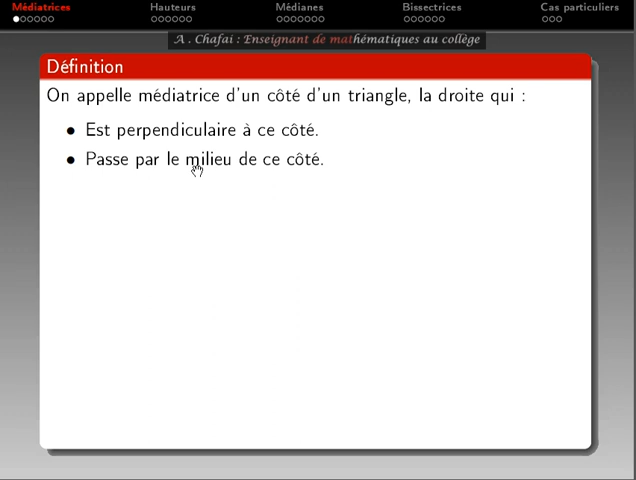 Médiatrices Hauteurs Médianes Bissectrices Cas particuliers
A . Chafai : Enseignant de mathématiques au collège
Définition
On appelle médiatrice d'un côté d'un triangle, la droite qui :
• Est perpendiculaire à ce côté.
• Passe par le milieu de ce côté.